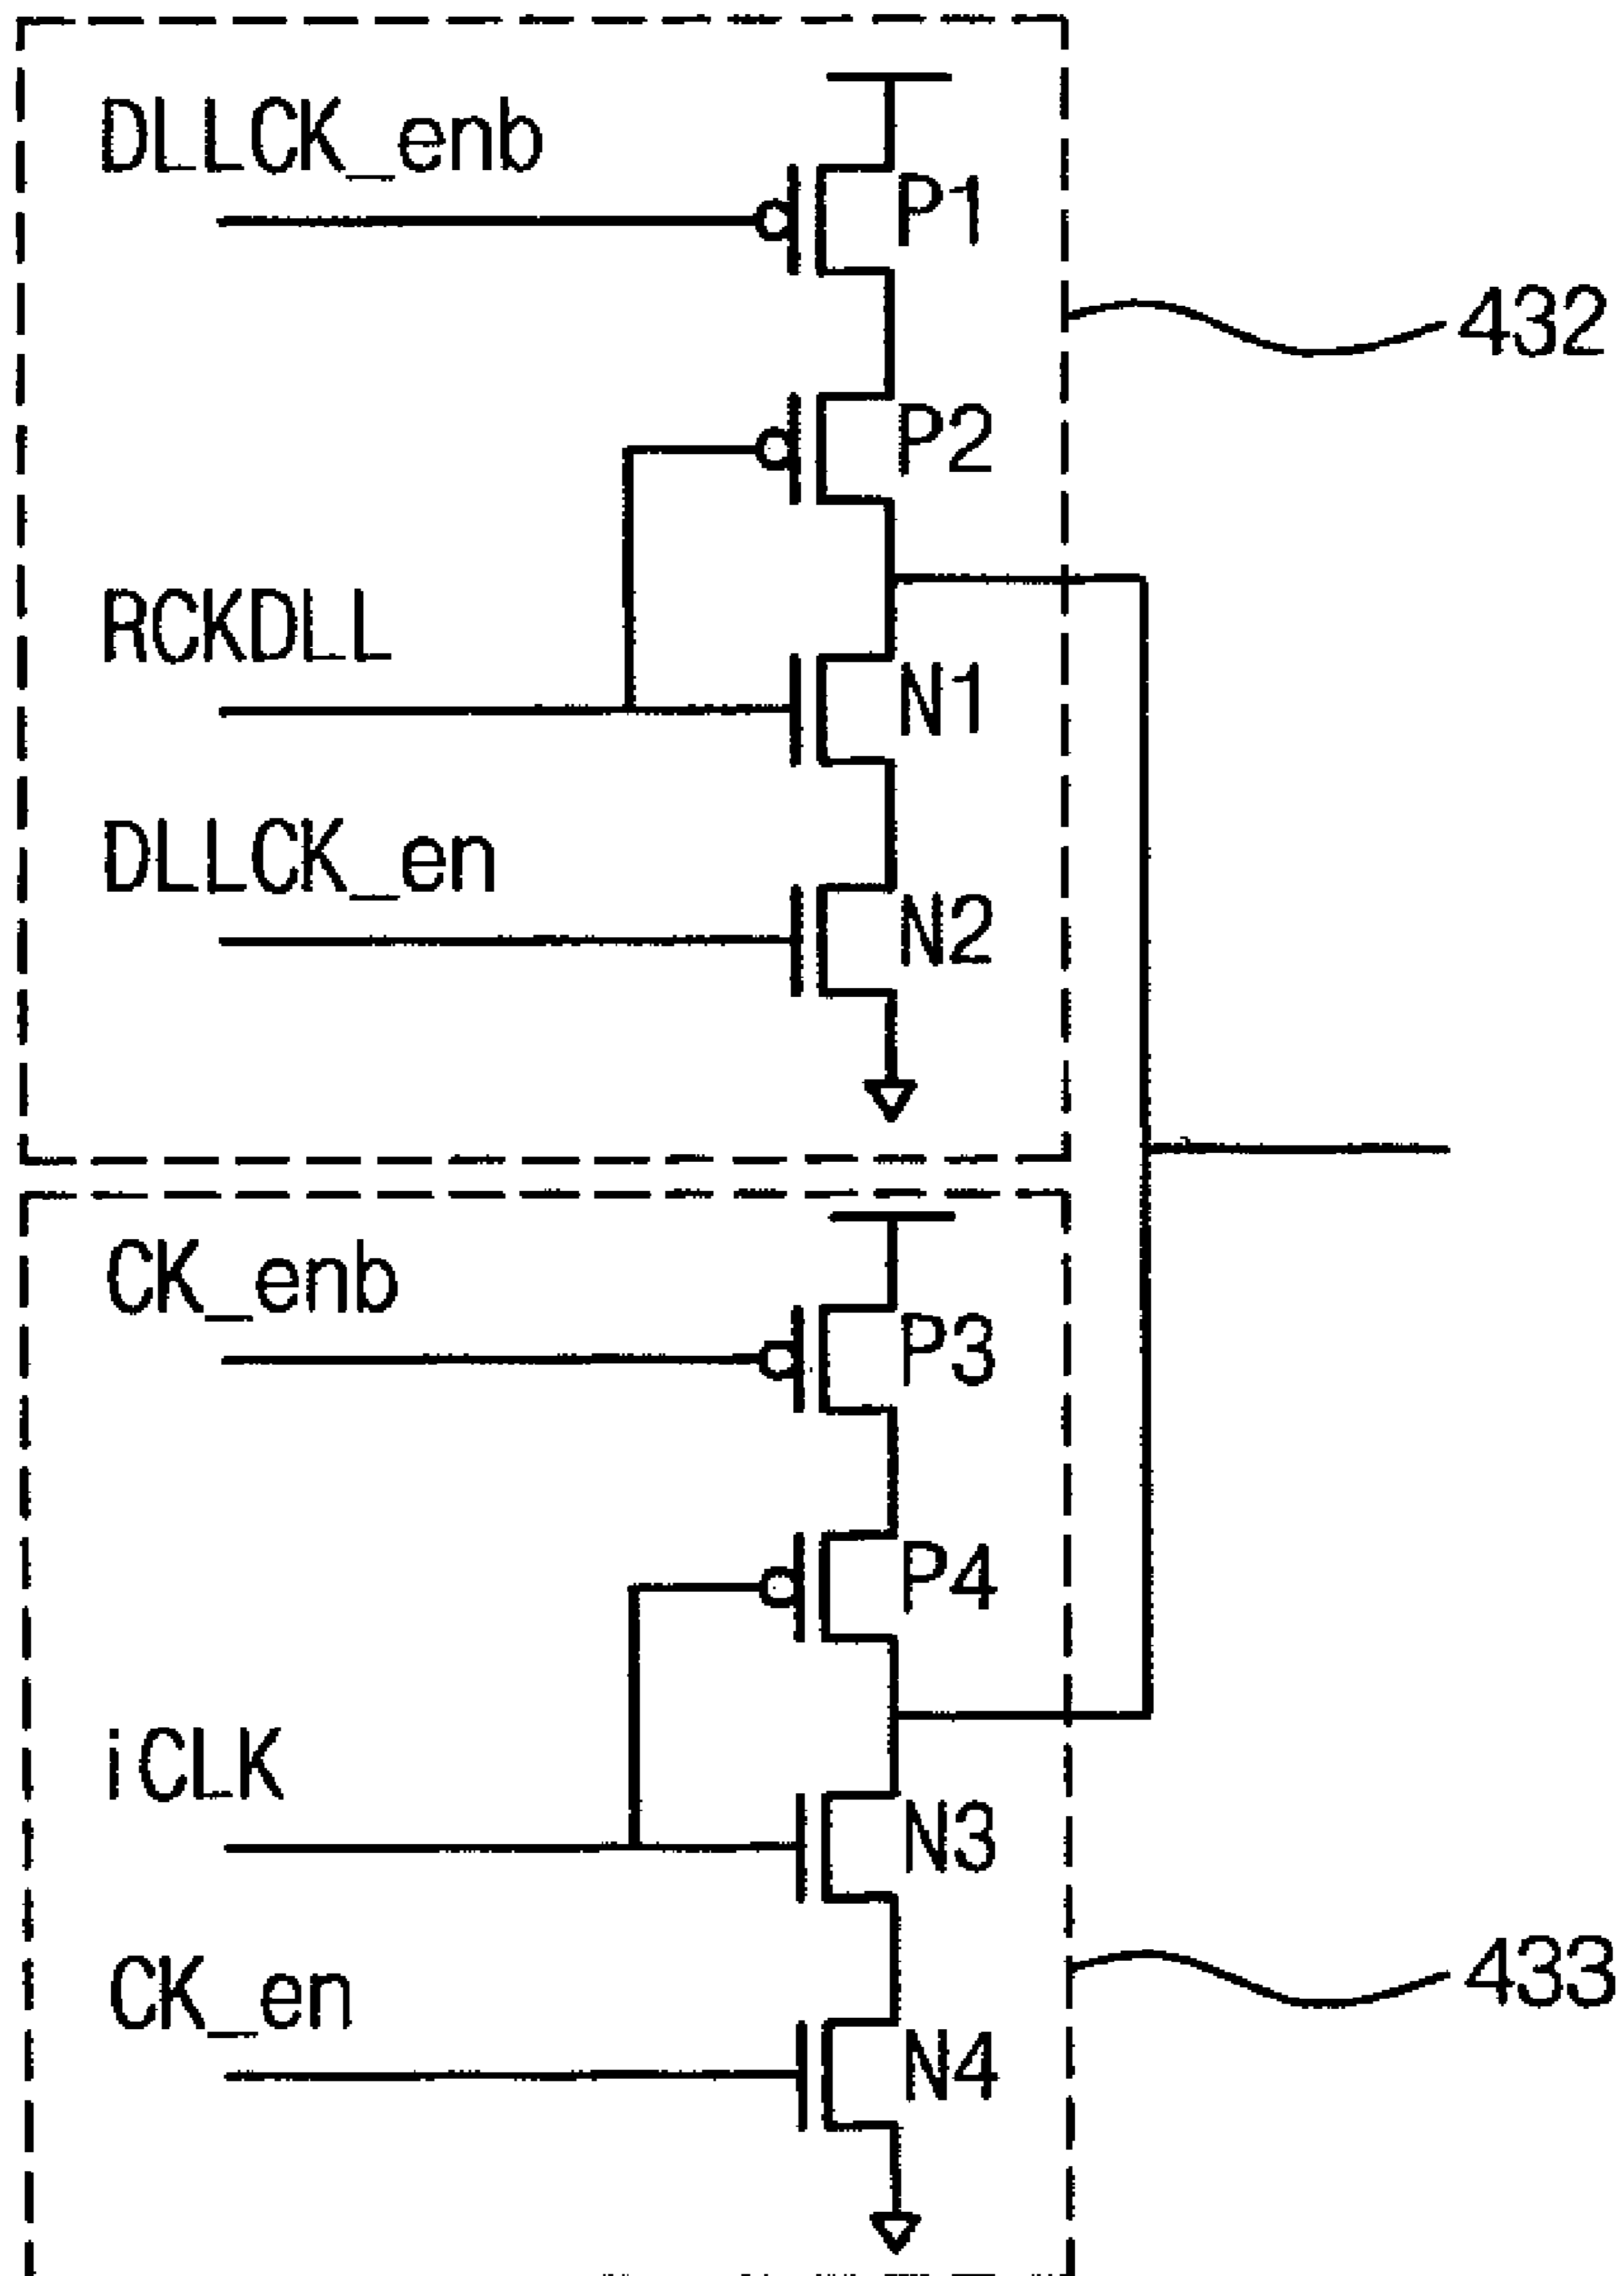 DLLCK_enb
P1
432
P2
RCKDLL
N1
DLLCK_en
N2
CK_enb
P3
P4
iCLK
N3
433
CK_en
N4